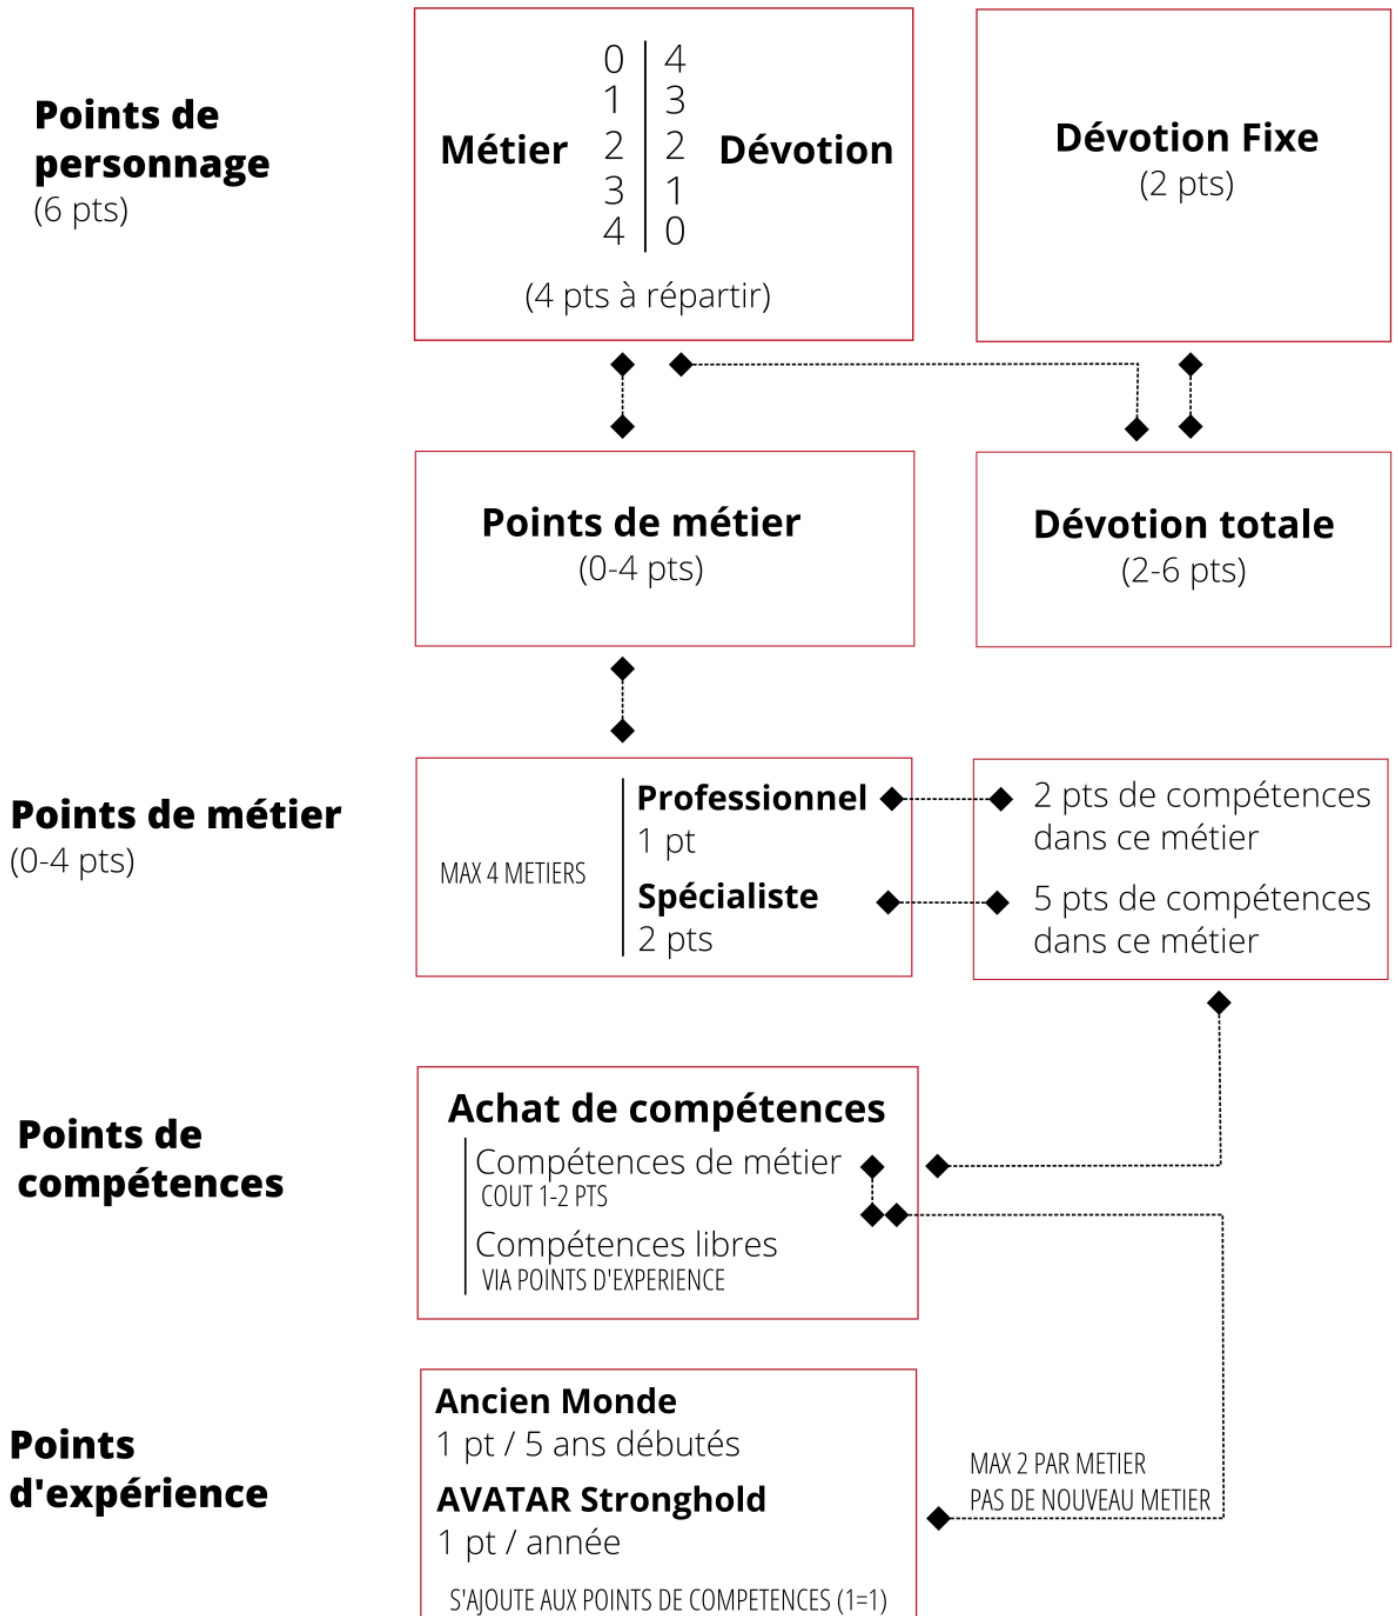 Points de
personnage
(6 pts)
Métier
0 4
1 3
2 2
3 1
4 0
Dévotion
(4 pts à répartir)
Dévotion Fixe
(2 pts)
Points de métier
(0-4 pts)
Dévotion totale
(2-6 pts)
Points de métier
(0-4 pts)
MAX 4 METIERS
Professionnel
1 pt
Spécialiste
2 pts
2 pts de compétences
dans ce métier
5 pts de compétences
dans ce métier
Points de
compétences
Achat de compétences
Compétences de métier
COUT 1-2 PTS
Compétences libres
VIA POINTS D'EXPERIENCE
Points
d'expérience
Ancien Monde
1 pt / 5 ans débutés
AVATAR Stronghold
1 pt / année
S'AJOUTE AUX POINTS DE COMPETENCES (1=1)
MAX 2 PAR METIER
PAS DE NOUVEAU METIER